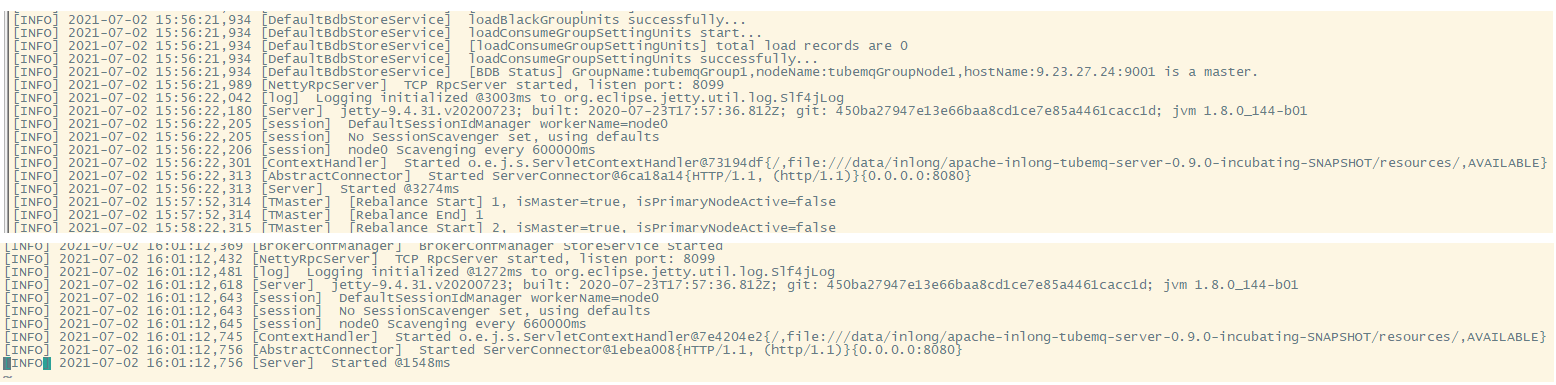 [INFO] 2021-07-02 15:56:21,934 [DefaultBdbStoreService]  loadBlackGroupUnits successfully...
[INFO] 2021-07-02 15:56:21,934 [DefaultBdbStoreService]  loadConsumeGroupSettingUnits start...
[INFO] 2021-07-02 15:56:21,934 [DefaultBdbStoreService]  [loadConsumeGroupSettingUnits] total load records are 0
[INFO] 2021-07-02 15:56:21,934 [DefaultBdbStoreService]  loadConsumeGroupSettingUnits successfully...
[INFO] 2021-07-02 15:56:21,934 [DefaultBdbStoreService]  [BDB Status] GroupName:tubemqGroup1,nodeName:tubemqGroupNode1,hostName:9.23.27.24:9001 is a master.
[INFO] 2021-07-02 15:56:21,989 [NettyRpcServer]  TCP RpcServer started, listen port: 8099
[INFO] 2021-07-02 15:56:22,042 [log]  Logging initialized @3003ms to org.eclipse.jetty.util.log.Slf4jLog
[INFO] 2021-07-02 15:56:22,180 [Server]  jetty-9.4.31.v20200723; built: 2020-07-23T17:57:36.812Z; git: 450ba27947e13e66baa8cd1ce7e85a4461cacc1d; jvm 1.8.0_144-b01
[INFO] 2021-07-02 15:56:22,205 [session]  DefaultSessionIdManager workerName=node0
[INFO] 2021-07-02 15:56:22,205 [session]  No SessionScavenger set, using defaults
[INFO] 2021-07-02 15:56:22,206 [session]  node0 Scavenging every 600000ms
[INFO] 2021-07-02 15:56:22,301 [ContextHandler]  Started o.e.j.s.ServletContextHandler@73194df{/,file:///data/inlong/apache-inlong-tubemq-server-0.9.0-incubating-SNAPSHOT/resources/,AVAILABLE}
[INFO] 2021-07-02 15:56:22,313 [AbstractConnector]  Started ServerConnector@6ca18a14{HTTP/1.1, (http/1.1)}{0.0.0.0:8080}
[INFO] 2021-07-02 15:56:22,313 [Server]  Started @3274ms
[INFO] 2021-07-02 15:57:52,314 [TMaster]  [Rebalance Start] 1, isMaster=true, isPrimaryNodeActive=false
[INFO] 2021-07-02 15:57:52,314 [TMaster]  [Rebalance End] 1
[INFO] 2021-07-02 15:58:22,315 [TMaster]  [Rebalance Start] 2, isMaster=true, isPrimaryNodeActive=false
[INFO] 2021-07-02 16:01:12,369 [BrokerConfManager]  BrokerConfManager StoreService Started
[INFO] 2021-07-02 16:01:12,432 [NettyRpcServer]  TCP RpcServer started, listen port: 8099
[INFO] 2021-07-02 16:01:12,481 [log]  Logging initialized @1272ms to org.eclipse.jetty.util.log.Slf4jLog
[INFO] 2021-07-02 16:01:12,618 [Server]  jetty-9.4.31.v20200723; built: 2020-07-23T17:57:36.812Z; git: 450ba27947e13e66baa8cd1ce7e85a4461cacc1d; jvm 1.8.0_144-b01
[INFO] 2021-07-02 16:01:12,643 [session]  DefaultSessionIdManager workerName=node0
[INFO] 2021-07-02 16:01:12,643 [session]  No SessionScavenger set, using defaults
[INFO] 2021-07-02 16:01:12,645 [session]  node0 Scavenging every 660000ms
[INFO] 2021-07-02 16:01:12,745 [ContextHandler]  Started o.e.j.s.ServletContextHandler@7e4204e2{/,file:///data/inlong/apache-inlong-tubemq-server-0.9.0-incubating-SNAPSHOT/resources/,AVAILABLE}
[INFO] 2021-07-02 16:01:12,756 [AbstractConnector]  Started ServerConnector@1ebea008{HTTP/1.1, (http/1.1)}{0.0.0.0:8080}
[INFO] 2021-07-02 16:01:12,756 [Server]  Started @1548ms
~